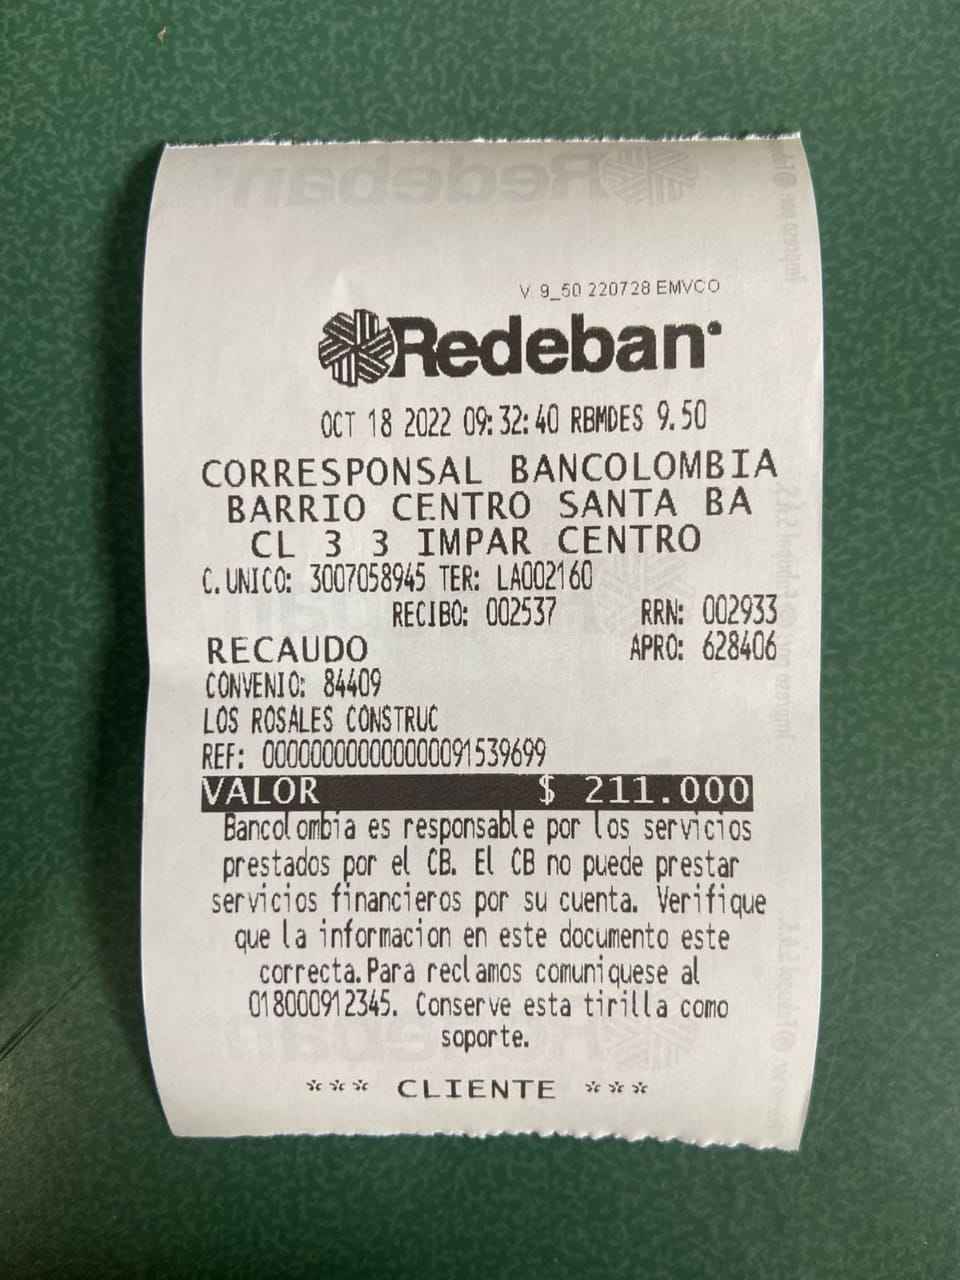 V 9_50 220728 EMVCO
Redeban
OCT 18 2022 09:32:40 RBMDES 9.50
CORRESPONSAL BANCOLOMBIA
BARRIO CENTRO SANTA BA
CL 3 3 IMPAR CENTRO
C.UNICO: 3007058945 TER: LA002160
RECIBO: 002537 RRN: 002933
RECAUDO APRO: 628406
CONVENIO: 84409
LOS ROSALES CONSTRUC
REF: 0000000000000000091539699
VALOR $ 211.000
Bancolombia es responsable por los servicios
prestados por el CB. El CB no puede prestar
servicios financieros por su cuenta. Verifique
que la informacion en este documento este
correcta.Para reclamos comuniquese al
018000912345. Conserve esta tirilla como
soporte.
*** CLIENTE ***